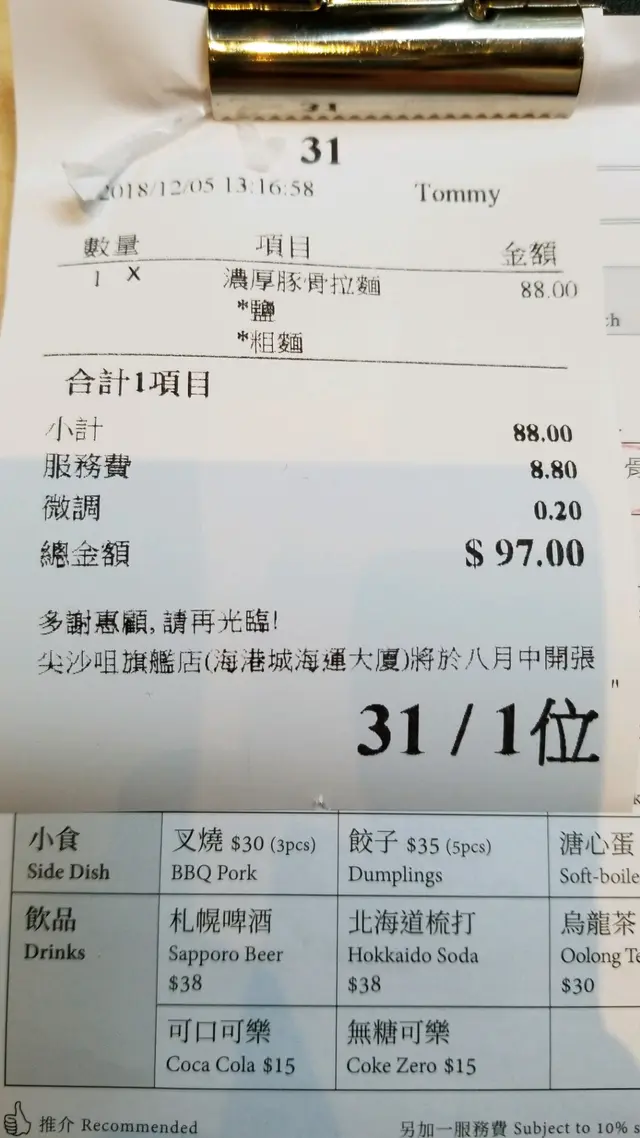 31
2018/12/05 13:16:58 Tommy
數量 項目 金額
1 X 濃厚豚骨拉麵 88.00
*鹽
*粗麵
合計1項目
小計 88.00
服務費 8.80
微調 0.20
總金額 $ 97.00
多謝惠顧, 請再光臨!
尖沙咀旗艦店(海港城海運大廈)將於八月中開張
31 / 1位
小食 叉燒 $30 (3pcs) 餃子 $35 (5pcs) 溏心蛋
Side Dish BBQ Pork Dumplings Soft-boile
飲品 札幌啤酒 北海道梳打 烏龍茶
Drinks Sapporo Beer Hokkaido Soda Oolong Te
$38 $38 $30
可口可樂 無糖可樂
Coca Cola $15 Coke Zero $15
推介 Recommended 另加一服務費 Subject to 10% s